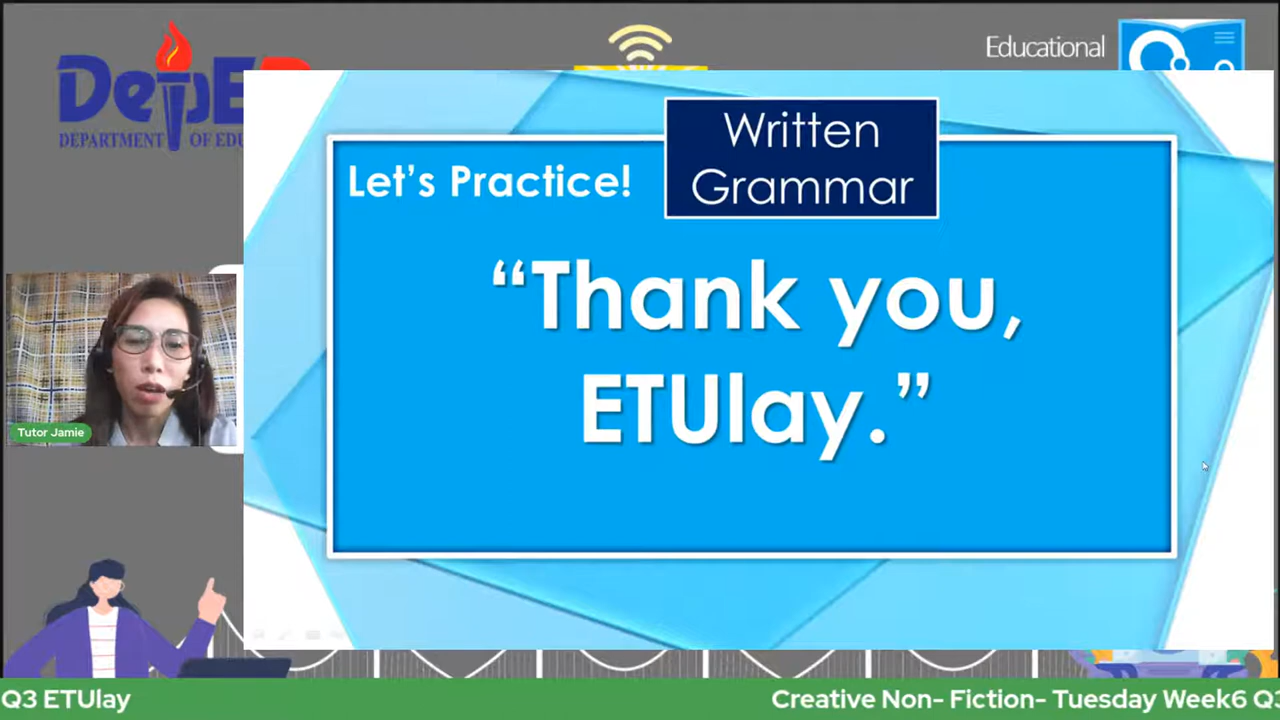 DepED
DEPARTMENT OF EDU
Educational
Written
Grammar
Let's Practice!
“Thank you,
ETUlay.”
Tutor Jamie
Q3 ETUlay
Creative Non- Fiction- Tuesday Week6 Q3